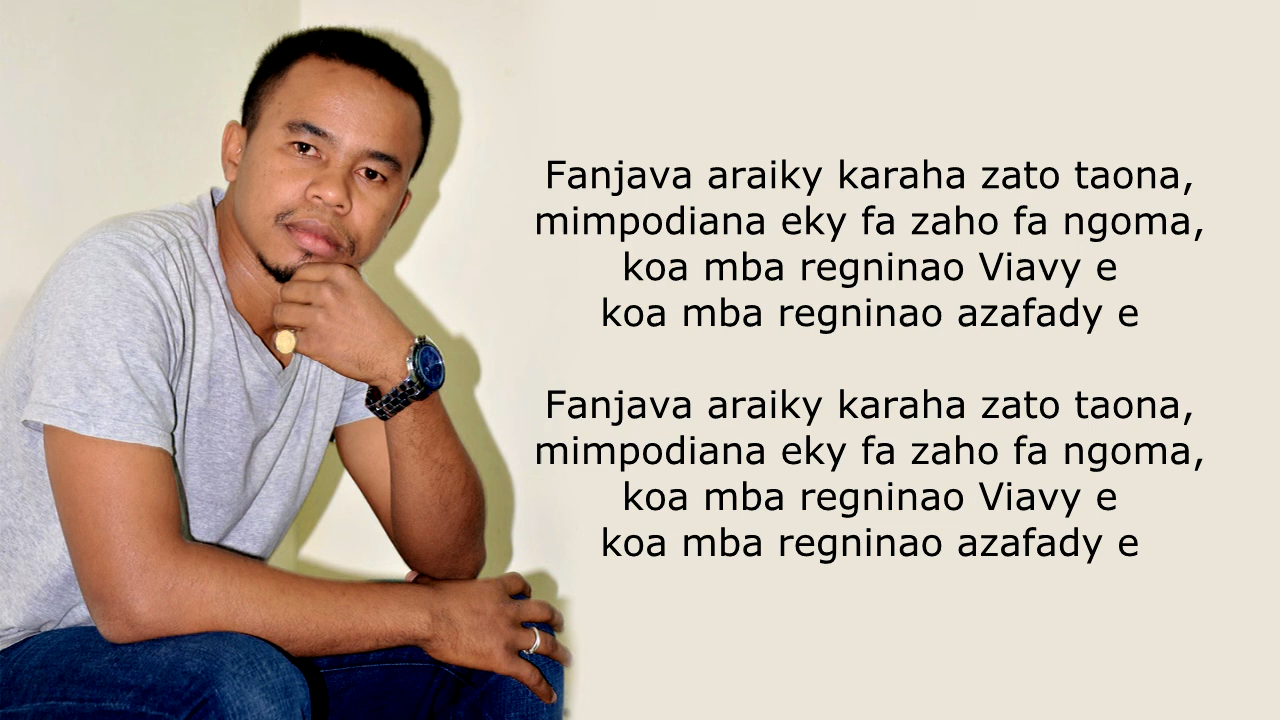 Fanjava araiky karaha zato taona,
mimpodiana eky fa zaho fa ngoma,
koa mba regninao Viavy e
koa mba regninao azafady e
Fanjava araiky karaha zato taona,
mimpodiana eky fa zaho fa ngoma,
koa mba regninao Viavy e
koa mba regninao azafady e